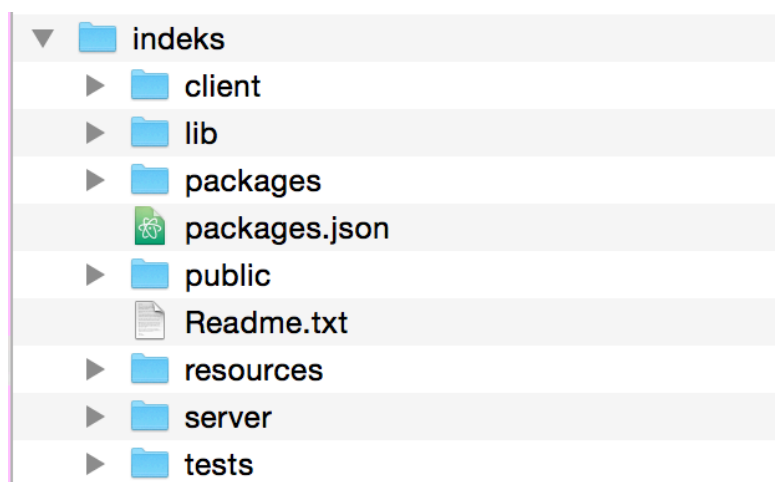 indeks
client
lib
packages
packages.json
public
Readme.txt
resources
server
tests